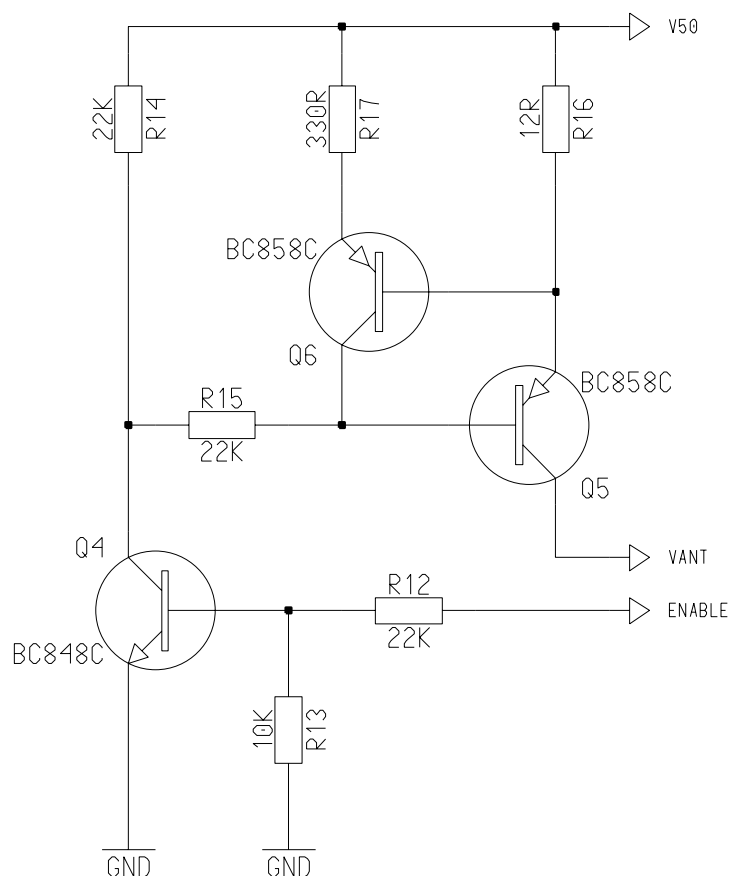 V50
22K
R14
330R
R17
12R
R16
BC858C
Q6
BC858C
R15
22K
Q5
Q4
VANT
R12
ENABLE
22K
BC848C
10K
R13
GND
GND